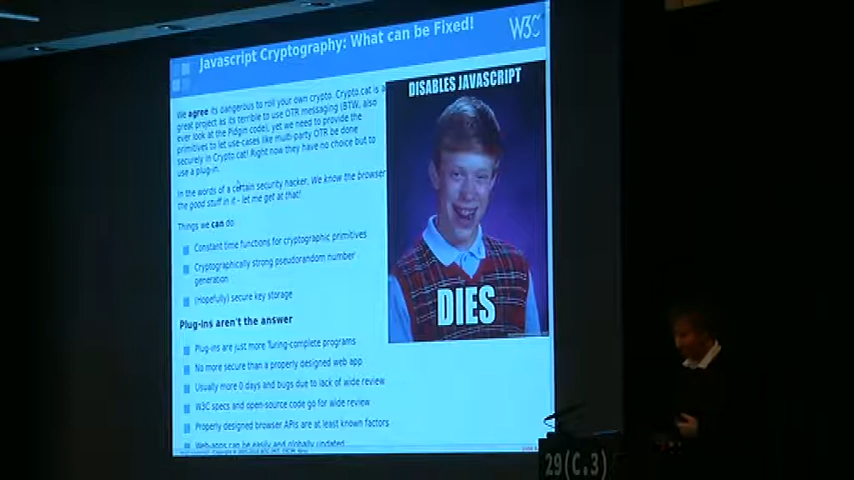 Javascript Cryptography: What can be Fixed!
W3C
We agree its dangerous to roll your own crypto. Crypto.cat is a
great project as its terrible to use OTR messaging (BTW, also
ever look at the Pidgin code), yet we need to provide the
primitives to let use-cases like multi-party OTR be done
securely in Crypto cat! Right now they have no choice but to
use a plug-in.
In the words of a certain security hacker, We know the browser
the good stuff in it - let me get at that!
Things we can do:
Constant time functions for cryptographic primitives
Cryptographically strong pseudorandom number
generation
(Hopefully) secure key storage
Plug-ins aren't the answer
Plug-ins are just more Turing-complete programs
No more secure than a properly designed web app
Usually more 0 days and bugs due to lack of wide review
W3C specs and open-source code go for wide review
Properly designed browser APIs are at least known factors
Web-apps can be easily and globally updated
DISABLES JAVASCRIPT
DIES
29(C.3)